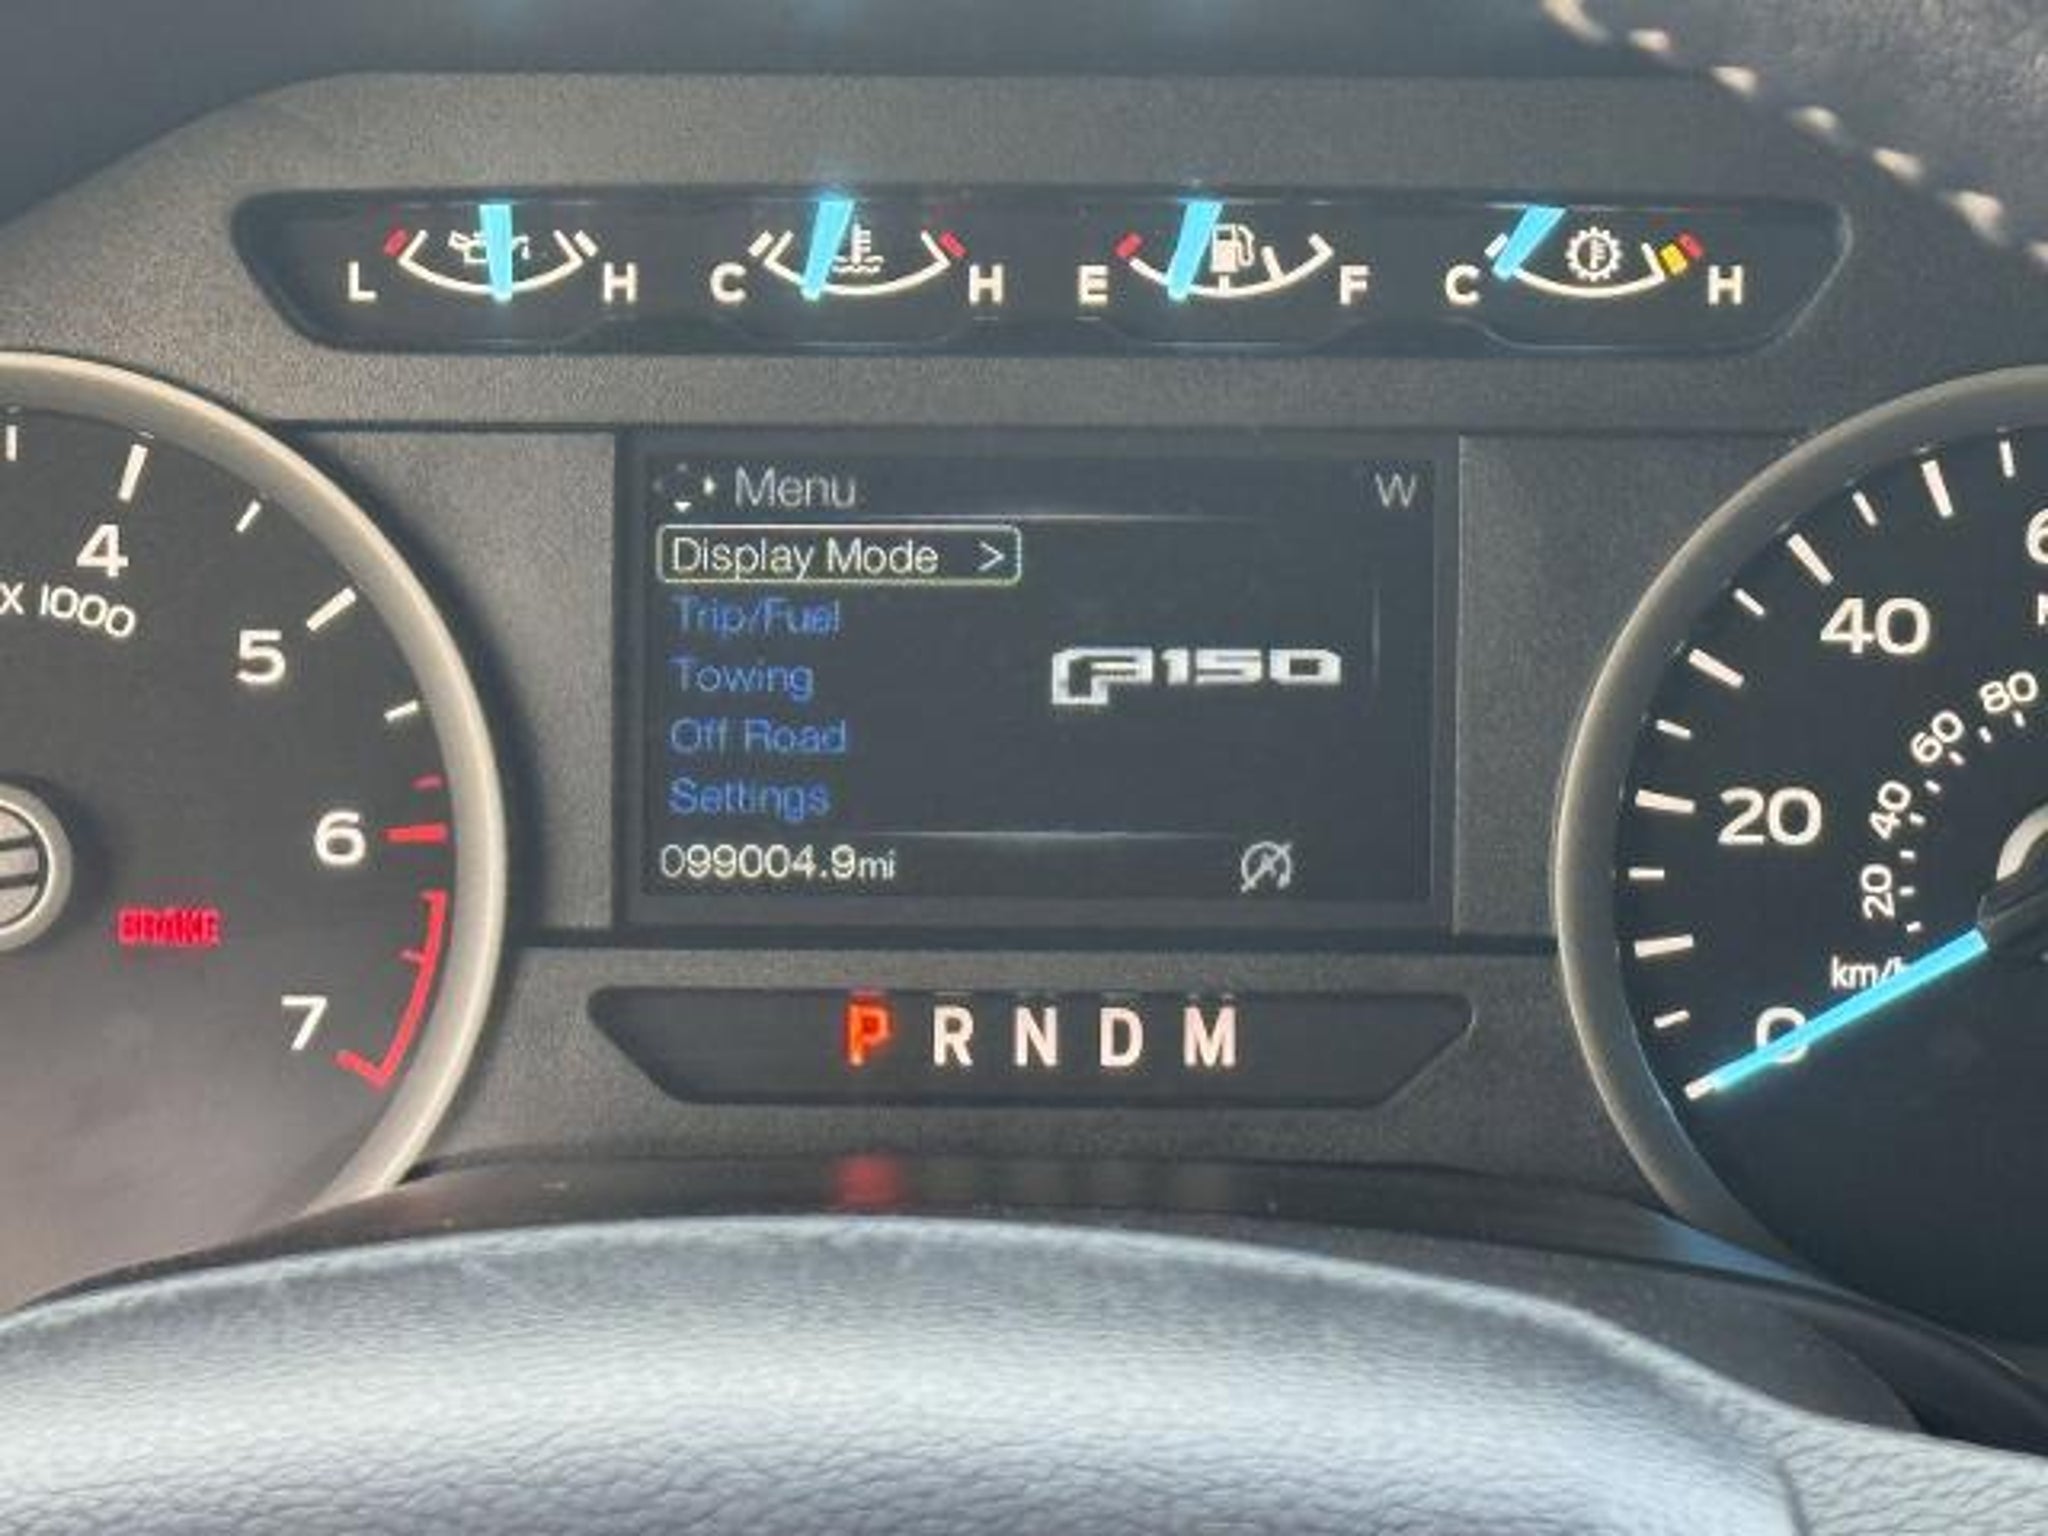 L H C H E F C H
4
X 1000
5
6
7
BRAKE
Menu W
Display Mode >
Trip/Fuel
Towing
Off Road
Settings
F150
099004.9mi
P R N D M
40
20
0
80
60
40
20
km/h